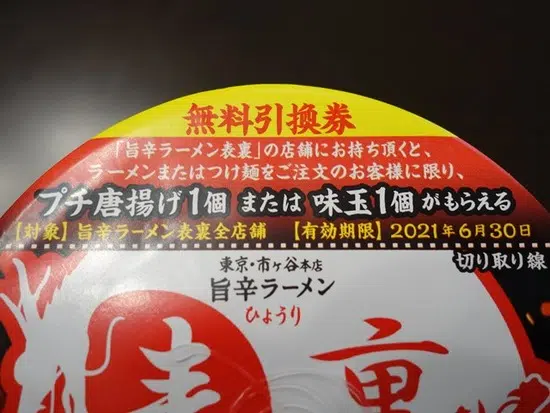 無料引換券
「旨辛ラーメン表裏」の店舗にお持ち頂くと、
ラーメンまたはつけ麺をご注文のお客様に限り、
プチ唐揚げ1個 または 味玉1個 がもらえる
【対象】旨辛ラーメン表裏全店舗 【有効期限】2021年6月30日
切り取り線
東京・市ヶ谷本店
旨辛ラーメン
ひょうり